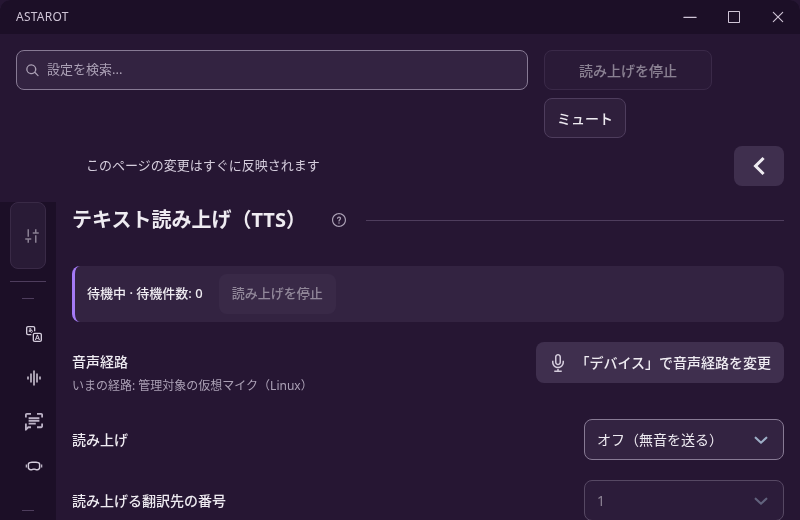 ASTAROT
設定を検索...
読み上げを停止
ミュート
このページの変更はすぐに反映されます
テキスト読み上げ（TTS）
待機中 · 待機件数: 0
読み上げを停止
音声経路
いまの経路: 管理対象の仮想マイク（Linux）
「デバイス」で音声経路を変更
読み上げ
オフ（無音を送る）
読み上げる翻訳先の番号
1